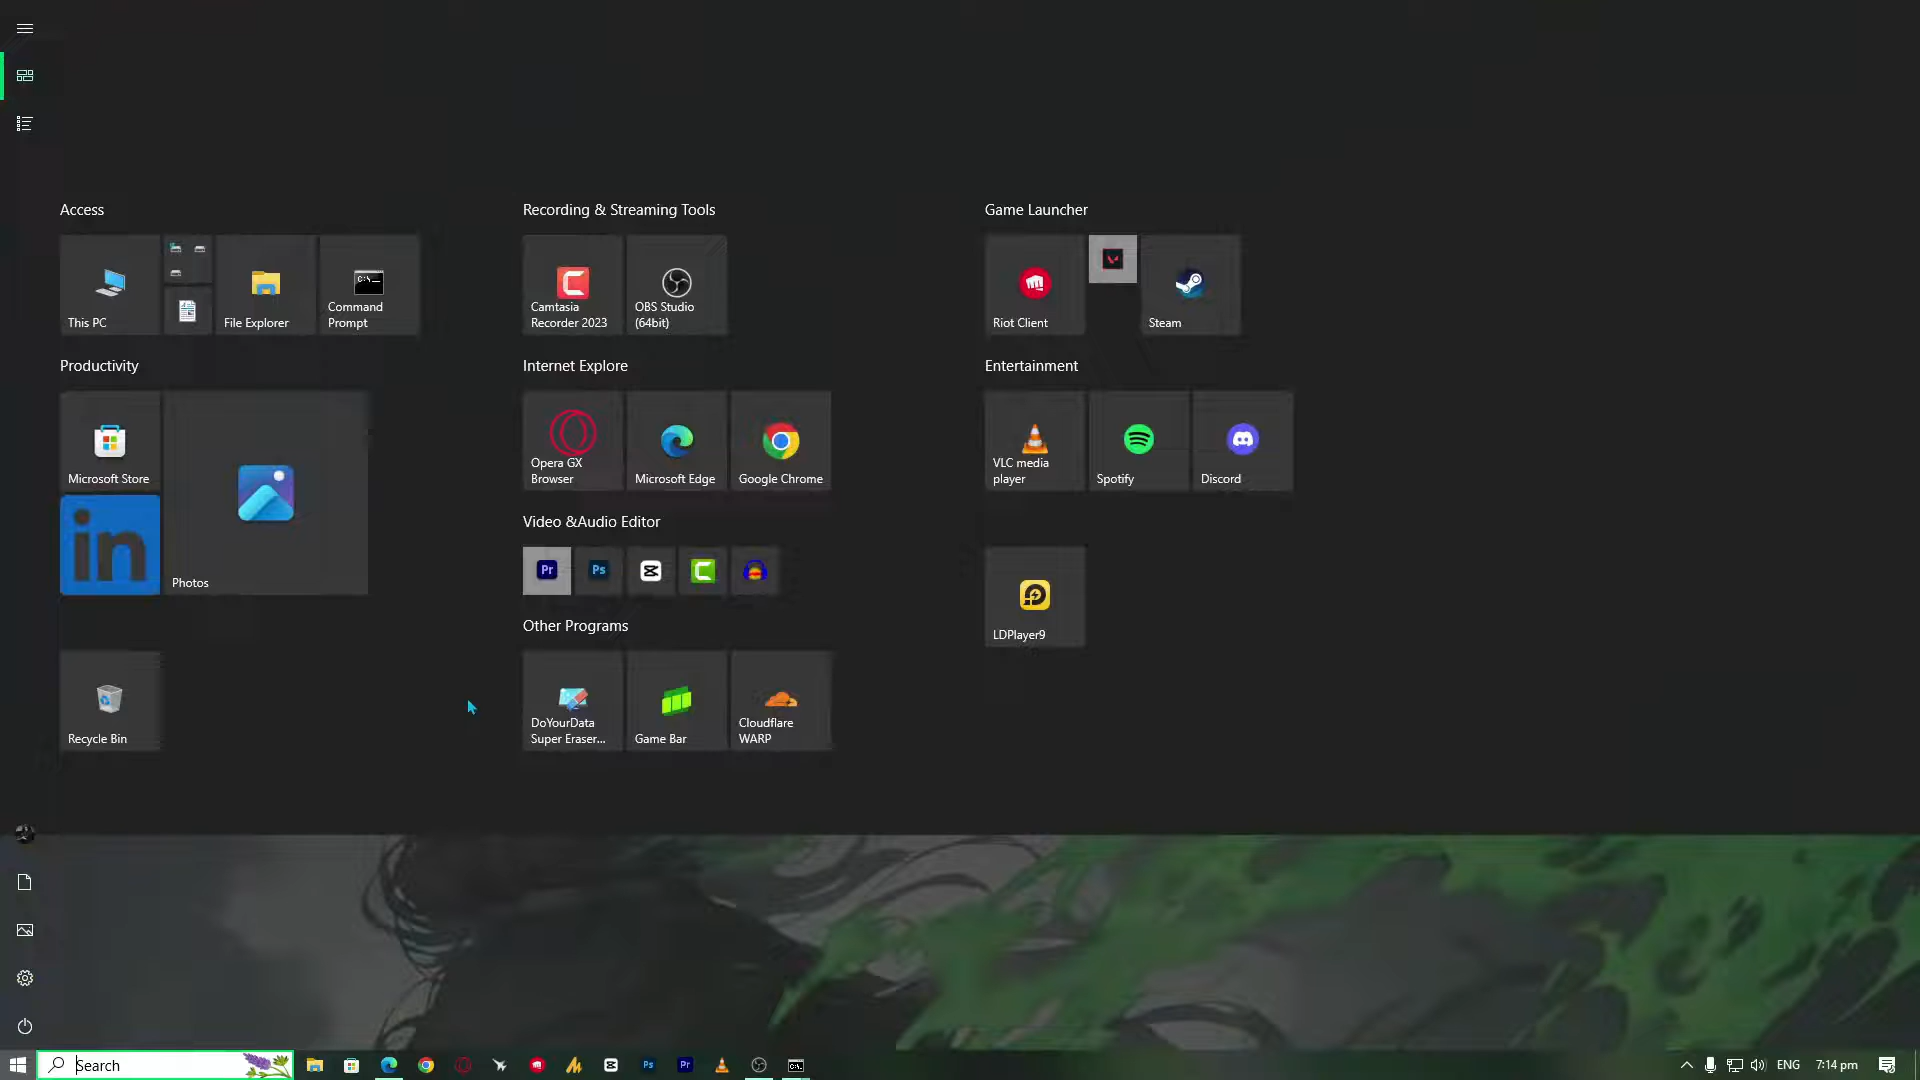 Access
This PC
File Explorer
C:\_
Command
Prompt
Productivity
Microsoft Store
in
Photos
Recycle Bin
Recording & Streaming Tools
Camtasia
Recorder 2023
OBS Studio
(64bit)
Internet Explore
Opera GX
Browser
Microsoft Edge
Google Chrome
Video &Audio Editor
Pr
Ps
Other Programs
DoYourData
Super Eraser...
Game Bar
Cloudflare
WARP
Game Launcher
Riot Client
Steam
Entertainment
VLC media
player
Spotify
Discord
LDPlayer9
Search
Ps
Pr
C:\_
ENG
7:14 pm